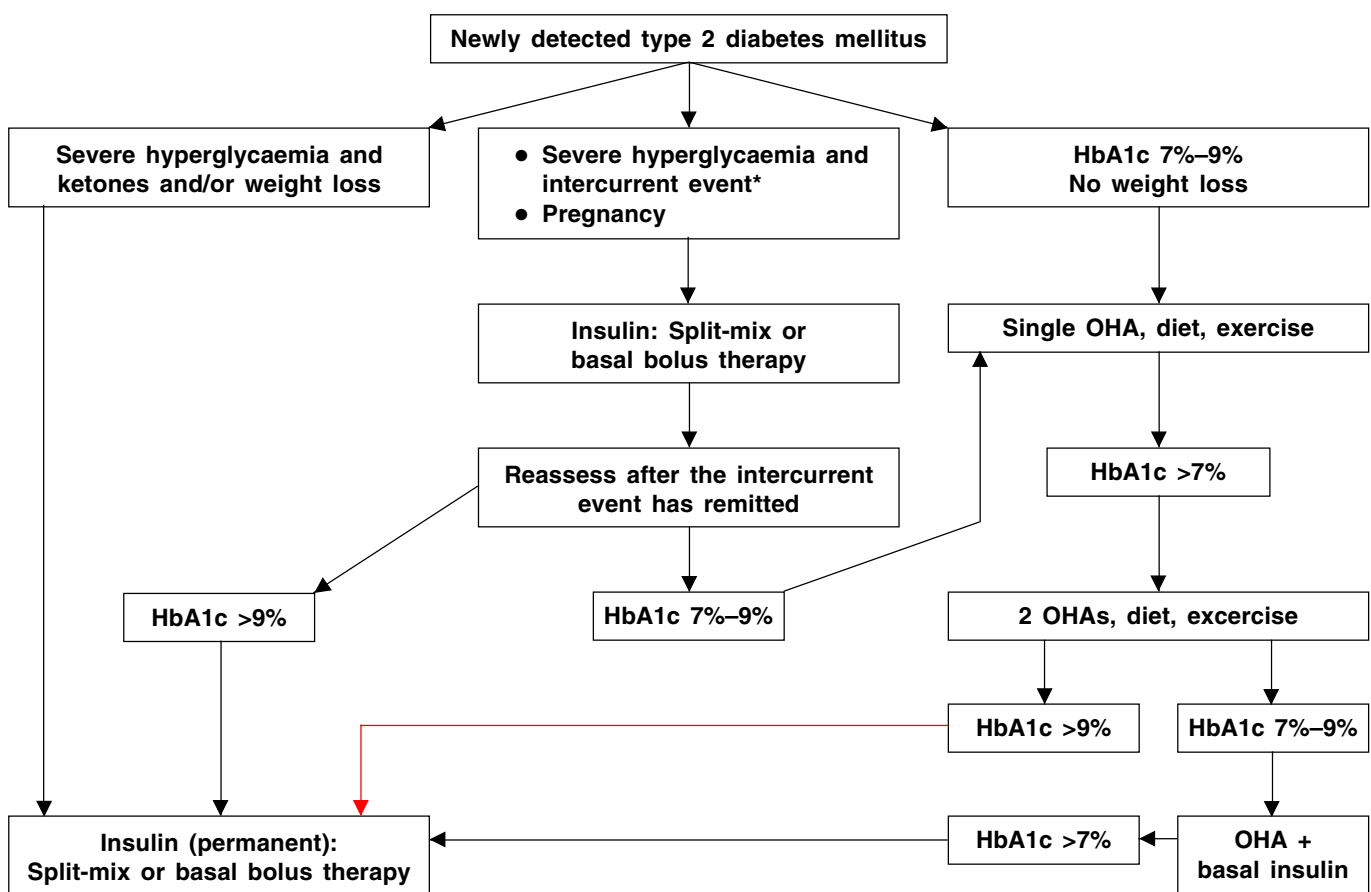 Newly detected type 2 diabetes mellitus
Severe hyperglycaemia and
ketones and/or weight loss
● Severe hyperglycaemia and
intercurrent event*
● Pregnancy
HbA1c 7%–9%
No weight loss
Insulin: Split-mix or
basal bolus therapy
Single OHA, diet, exercise
Reassess after the intercurrent
event has remitted
HbA1c >7%
HbA1c >9%
HbA1c 7%–9%
2 OHAs, diet, excercise
HbA1c >9%
HbA1c 7%–9%
Insulin (permanent):
Split-mix or basal bolus therapy
HbA1c >7%
OHA +
basal insulin